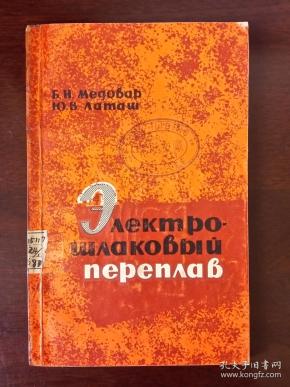 Б. И. Медовар
Ю. В. Латаш
Электро-
шлаковый
переплав
孔夫子旧书网